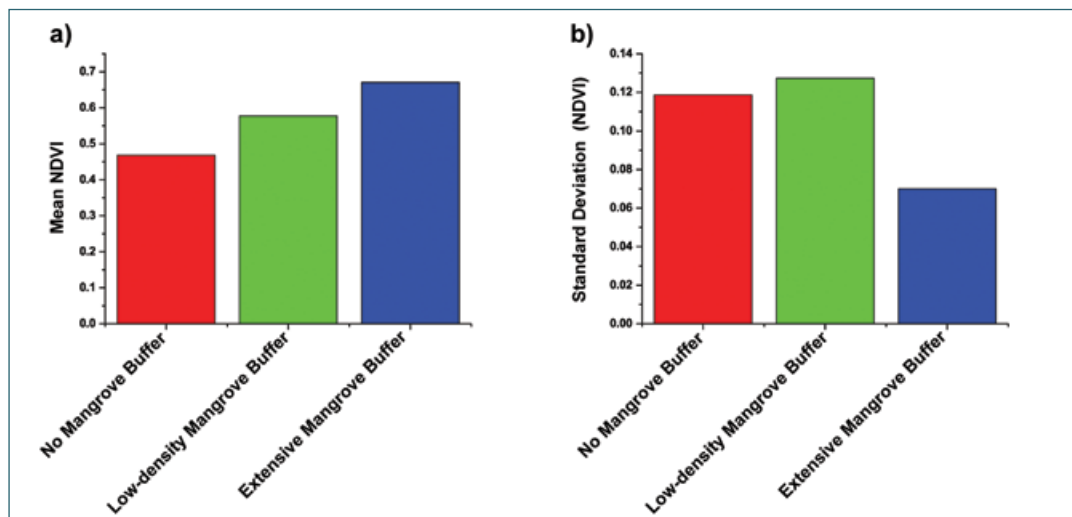 a)
Mean NDVI
0.7
0.6
0.5
0.4
0.3
0.2
0.1
0.0
No Mangrove Buffer
Low-density Mangrove Buffer
Extensive Mangrove Buffer
b)
Standard Deviation (NDVI)
0.14
0.12
0.10
0.08
0.06
0.04
0.02
0.00
No Mangrove Buffer
Low-density Mangrove Buffer
Extensive Mangrove Buffer